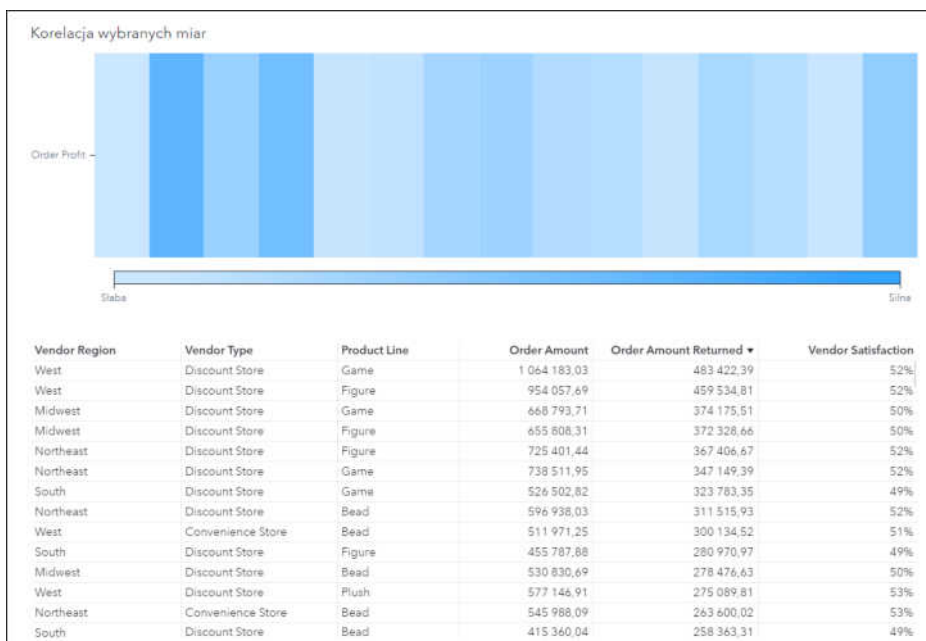 Korelacja wybranych miar
Order Profit
Słaba Silna
Vendor Region Vendor Type Product Line Order Amount Order Amount Returned ▼ Vendor Satisfaction
West Discount Store Game 1 064 183,03 483 422,39 52%
West Discount Store Figure 954 057,69 459 534,81 52%
Midwest Discount Store Game 668 793,71 374 175,51 50%
Midwest Discount Store Figure 655 808,31 372 328,66 50%
Northeast Discount Store Figure 725 401,44 367 406,67 52%
Northeast Discount Store Game 738 511,95 347 149,39 52%
South Discount Store Game 526 502,82 323 783,35 49%
Northeast Discount Store Bead 596 938,03 311 515,93 52%
West Convenience Store Bead 511 971,25 300 134,52 51%
South Discount Store Figure 455 787,88 280 970,97 49%
Midwest Discount Store Bead 530 830,69 278 476,63 50%
West Discount Store Plush 577 146,91 275 089,81 53%
Northeast Convenience Store Bead 545 988,09 263 600,02 53%
South Discount Store Bead 415 360,04 258 363,31 49%